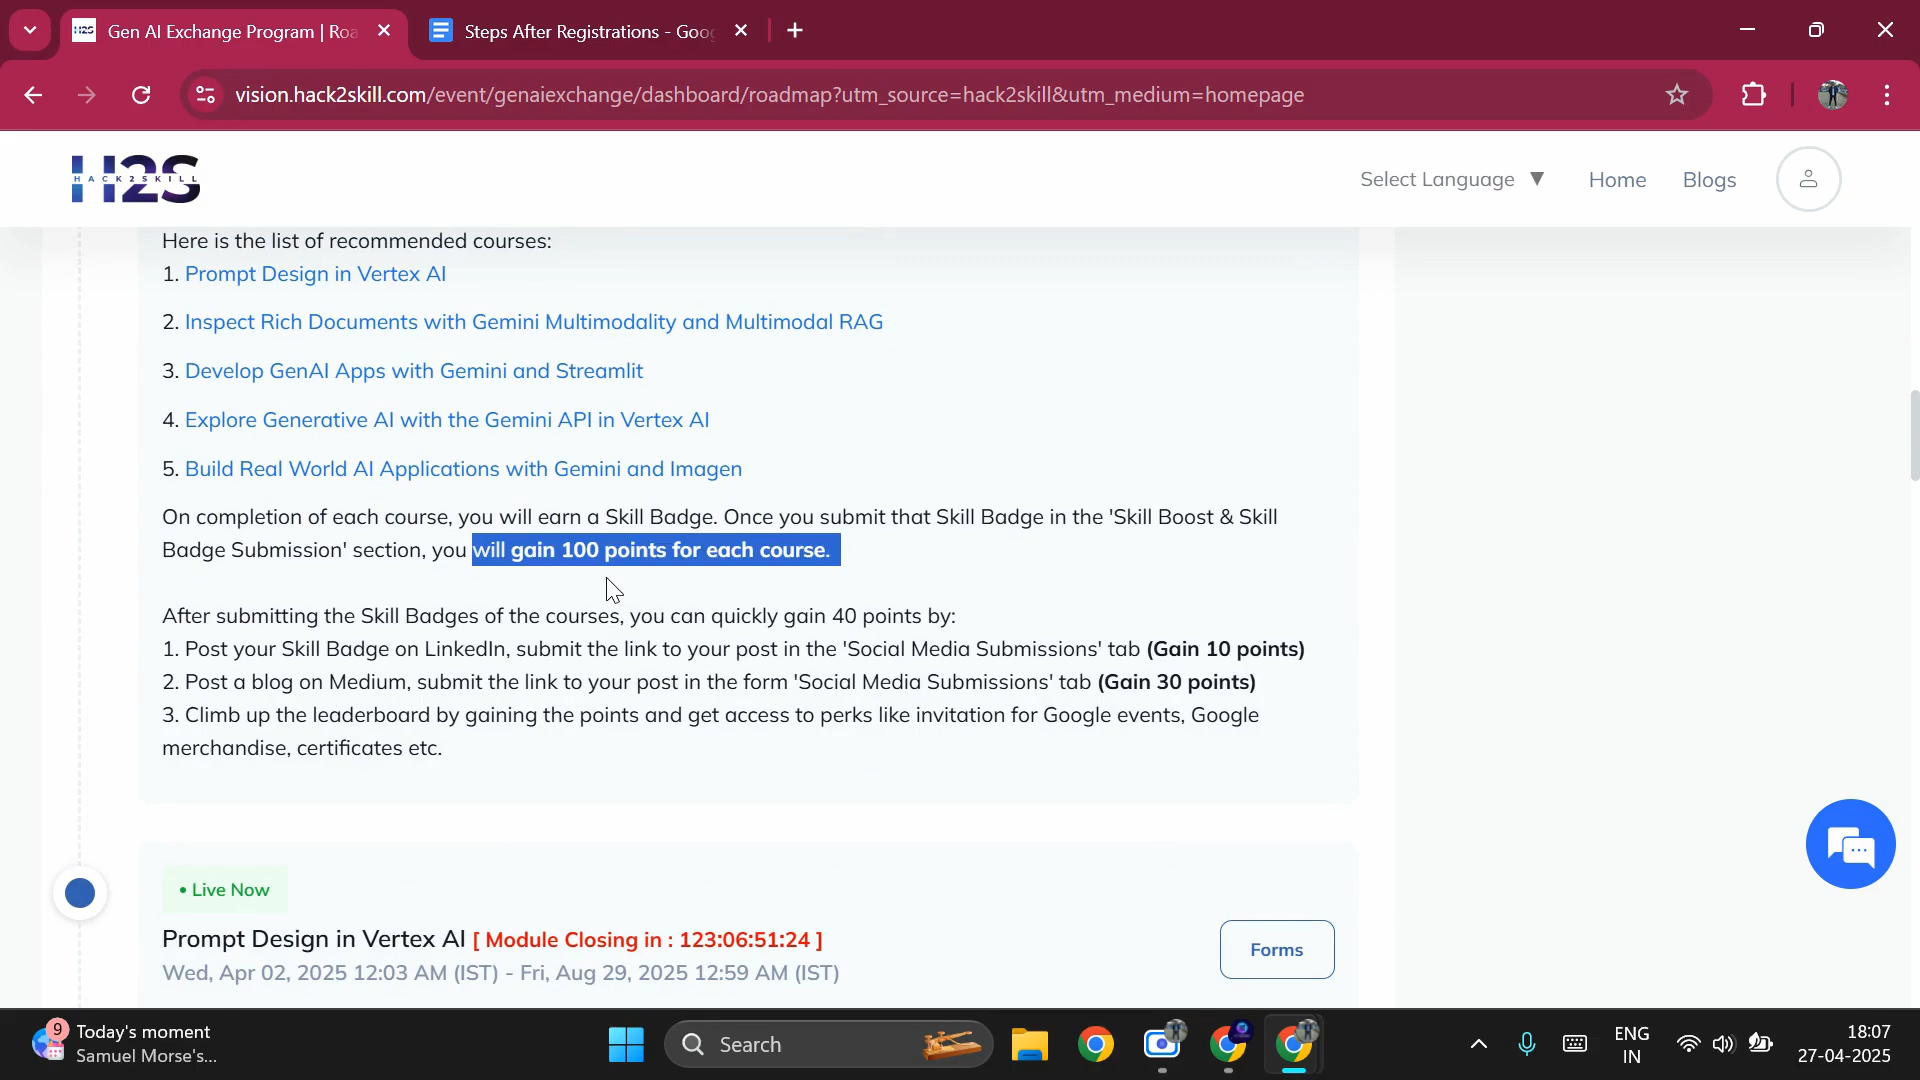 Gen AI Exchange Program | Roa
Steps After Registrations - Goog
vision.hack2skill.com/event/genaiexchange/dashboard/roadmap?utm_source=hack2skill&utm_medium=homepage
H2S
HACK2SKILL
Select Language ▼
Home
Blogs
Here is the list of recommended courses:
1. Prompt Design in Vertex AI
2. Inspect Rich Documents with Gemini Multimodality and Multimodal RAG
3. Develop GenAI Apps with Gemini and Streamlit
4. Explore Generative AI with the Gemini API in Vertex AI
5. Build Real World AI Applications with Gemini and Imagen
On completion of each course, you will earn a Skill Badge. Once you submit that Skill Badge in the 'Skill Boost & Skill
Badge Submission' section, you will gain 100 points for each course.
After submitting the Skill Badges of the courses, you can quickly gain 40 points by:
1. Post your Skill Badge on LinkedIn, submit the link to your post in the 'Social Media Submissions' tab (Gain 10 points)
2. Post a blog on Medium, submit the link to your post in the form 'Social Media Submissions' tab (Gain 30 points)
3. Climb up the leaderboard by gaining the points and get access to perks like invitation for Google events, Google
merchandise, certificates etc.
• Live Now
Prompt Design in Vertex AI [ Module Closing in : 123:06:51:24 ]
Wed, Apr 02, 2025 12:03 AM (IST) - Fri, Aug 29, 2025 12:59 AM (IST)
Forms
9
Today's moment
Samuel Morse's...
Search
ENG
IN
18:07
27-04-2025